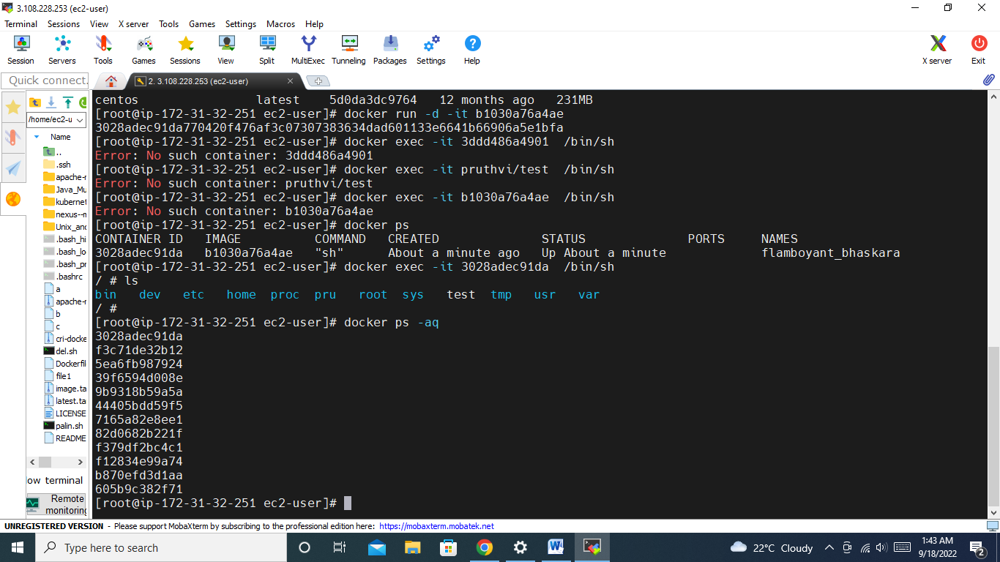 3.108.228.253 (ec2-user)
Terminal Sessions View X server Tools Games Settings Macros Help
Session Servers Tools Games Sessions View Split MultiExec Tunneling Packages Settings Help X server Exit
Quick connect.
2. 3.108.228.253 (ec2-user)
/home/ec2-u
Name
..
.ssh
apache-r
Java_Mu
kubernet
nexus--m
Unix_and
.bash_hi
.bash_lo
.bash_pr
.bashrc
a
apache-r
b
c
cri-docke
del.sh
Dockerfil
file1
image.ta
latest.ta
LICENSE
palin.sh
README
low terminal
Remote
monitoring
centos latest 5d0da3dc9764 12 months ago 231MB
[root@ip-172-31-32-251 ec2-user]# docker run -d -it b1030a76a4ae
3028adec91da770420f476af3c07307383634dad601133e6641b66906a5e1bfa
[root@ip-172-31-32-251 ec2-user]# docker exec -it 3ddd486a4901 /bin/sh
Error: No such container: 3ddd486a4901
[root@ip-172-31-32-251 ec2-user]# docker exec -it pruthvi/test /bin/sh
Error: No such container: pruthvi/test
[root@ip-172-31-32-251 ec2-user]# docker exec -it b1030a76a4ae /bin/sh
Error: No such container: b1030a76a4ae
[root@ip-172-31-32-251 ec2-user]# docker ps
CONTAINER ID IMAGE COMMAND CREATED STATUS PORTS NAMES
3028adec91da b1030a76a4ae "sh" About a minute ago Up About a minute flamboyant_bhaskara
[root@ip-172-31-32-251 ec2-user]# docker exec -it 3028adec91da /bin/sh
/ # ls
bin dev etc home proc pru root sys test tmp usr var
/ #
[root@ip-172-31-32-251 ec2-user]# docker ps -aq
3028adec91da
f3c71de32b12
5ea6fb987924
39f6594d008e
9b9318b59a5a
44405bdd59f5
7165a82e8ee1
82d0682b221f
f379df2bc4c1
f12834e99a74
b870efd3d1aa
605b9c382f71
[root@ip-172-31-32-251 ec2-user]#
UNREGISTERED VERSION - Please support MobaXterm by subscribing to the professional edition here: https://mobaxterm.mobatek.net
Type here to search
22°C Cloudy
1:43 AM
9/18/2022
2